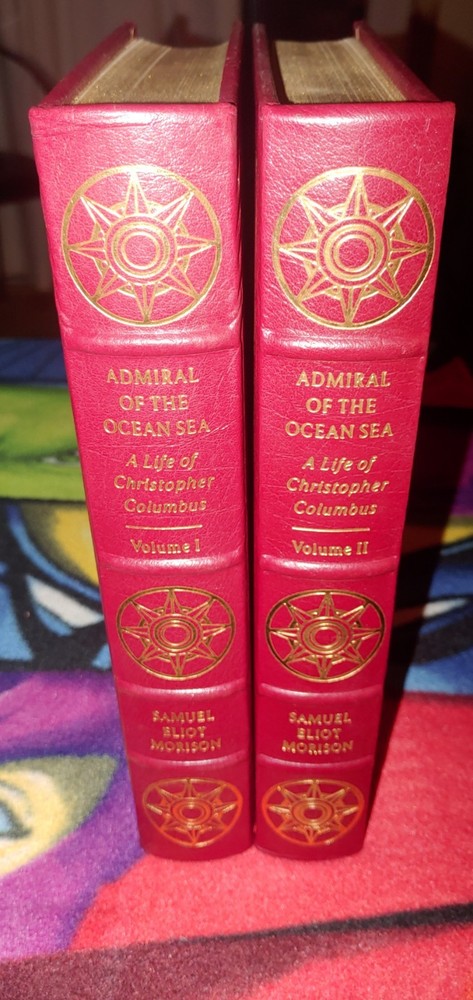 ADMIRAL
OF THE
OCEAN SEA
A Life of
Christopher
Columbus
Volume I
SAMUEL
ELIOT
MORISON
ADMIRAL
OF THE
OCEAN SEA
A Life of
Christopher
Columbus
Volume II
SAMUEL
ELIOT
MORISON